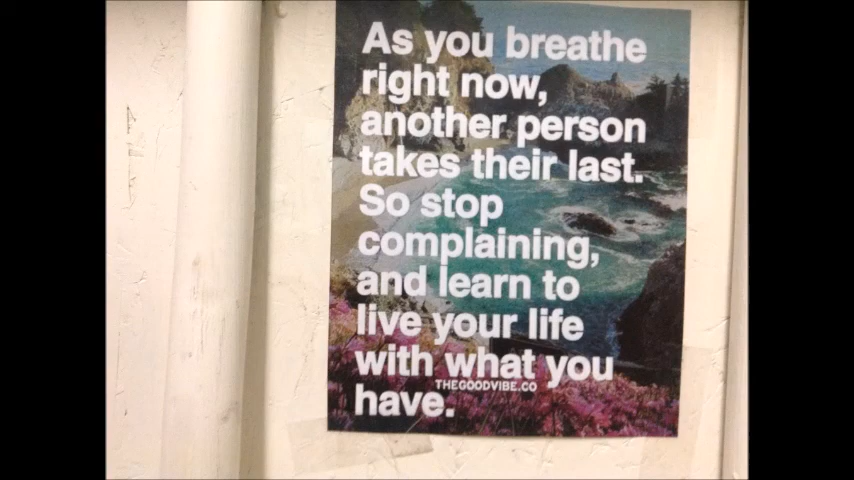 As you breathe
right now,
another person
takes their last.
So stop
complaining,
and learn to
live your life
with what you
THEGOODVIBE.CO
have.